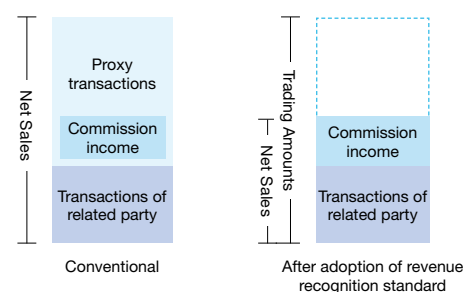 Net Sales
Proxy
transactions
Commission
income
Transactions of
related party
Conventional
Trading Amounts
Net Sales
Commission
income
Transactions of
related party
After adoption of revenue
recognition standard